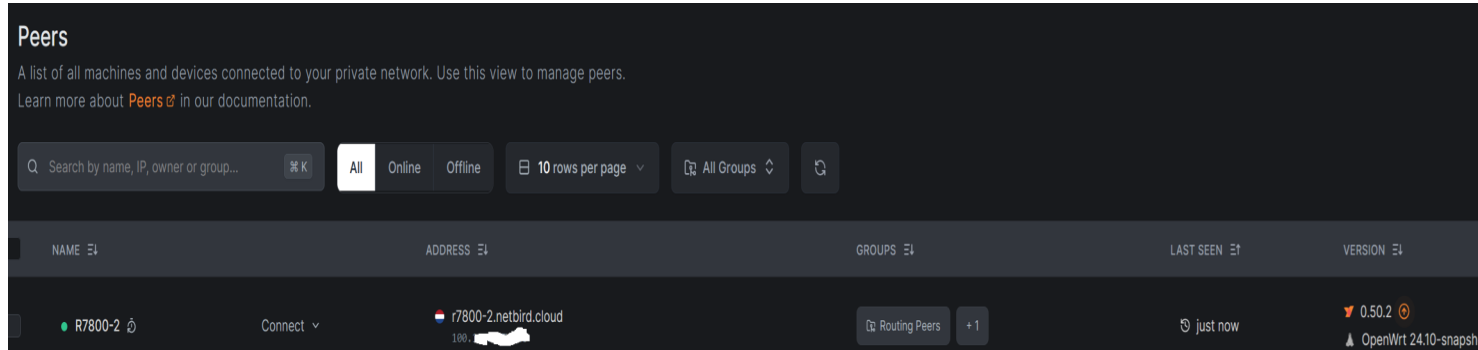 Peers
A list of all machines and devices connected to your private network. Use this view to manage peers.
Learn more about Peers in our documentation.
Search by name, IP, owner or group... ⌘ K All Online Offline 10 rows per page All Groups
NAME ADDRESS GROUPS LAST SEEN VERSION
R7800-2 Connect r7800-2.netbird.cloud Routing Peers +1 just now 0.50.2
100. OpenWrt 24.10-snapsh